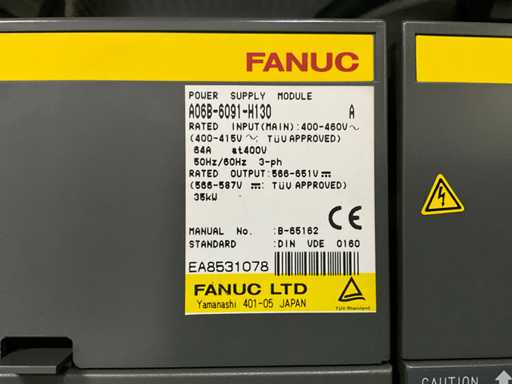 FANUC
POWER SUPPLY MODULE
A06B-6091-H130 A
RATED INPUT(MAIN):400-460V~
(400-415V~; TÜV APPROVED)
64A at400V
50Hz/60Hz 3-ph
RATED OUTPUT:566-651V⎓
(566-587V⎓: TÜV APPROVED)
35kW
MANUAL No. :B-65162
STANDARD :DIN VDE 0160
CE
EA8531078
FANUC LTD
Yamanashi 401-05 JAPAN
TÜV Rheinland
CAUTION